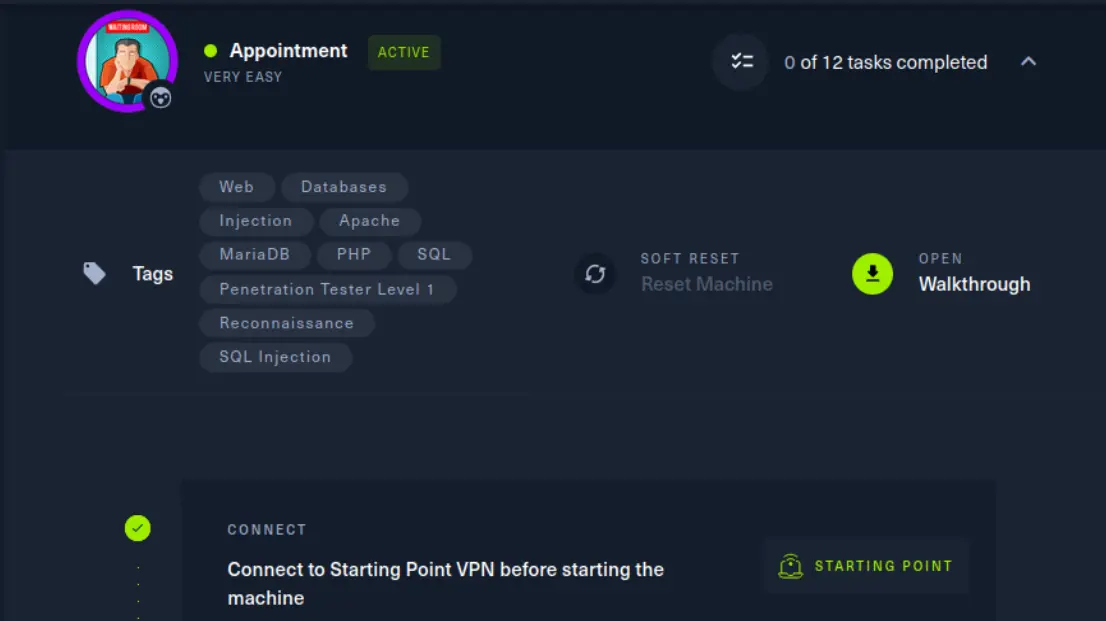 WAITING ROOM
Appointment
ACTIVE
VERY EASY
0 of 12 tasks completed
Web
Databases
Injection
Apache
MariaDB
PHP
SQL
Tags
Penetration Tester Level 1
Reconnaissance
SQL Injection
SOFT RESET
Reset Machine
OPEN
Walkthrough
CONNECT
Connect to Starting Point VPN before starting the
machine
STARTING POINT